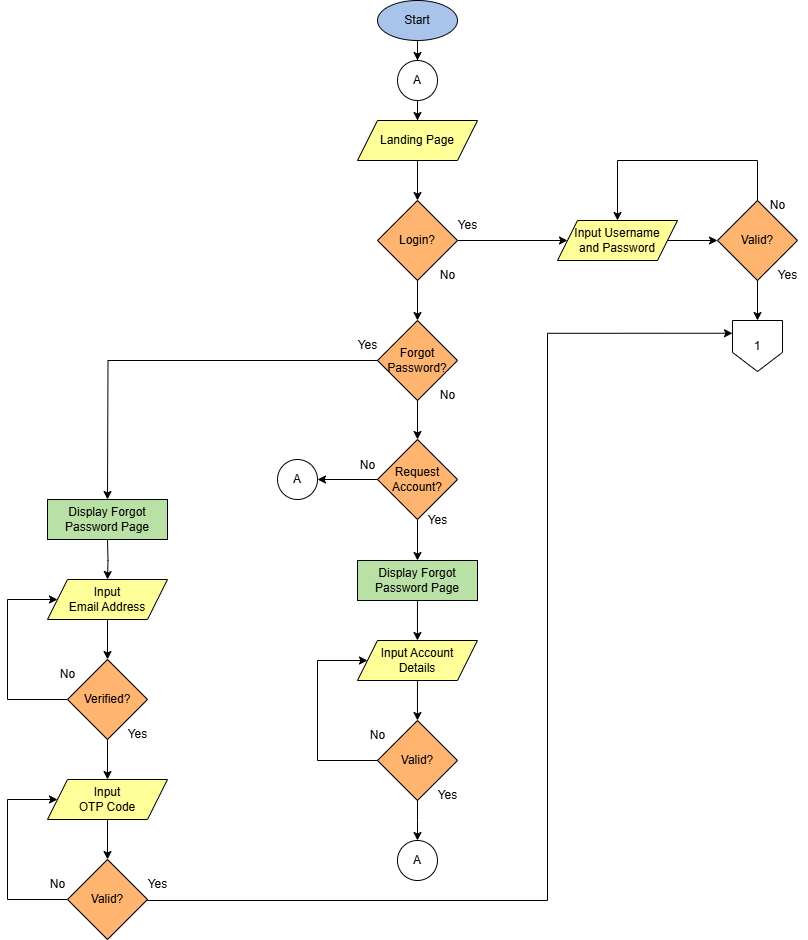 Start
A
Landing Page
Login?
Yes
No
Input Username
and Password
Valid?
No
Yes
1
Forgot
Password?
Yes
No
Request
Account?
No
A
Yes
Display Forgot
Password Page
Input
Email Address
Verified?
No
Yes
Input
OTP Code
Valid?
No
Yes
Display Forgot
Password Page
Input Account
Details
Valid?
No
Yes
A